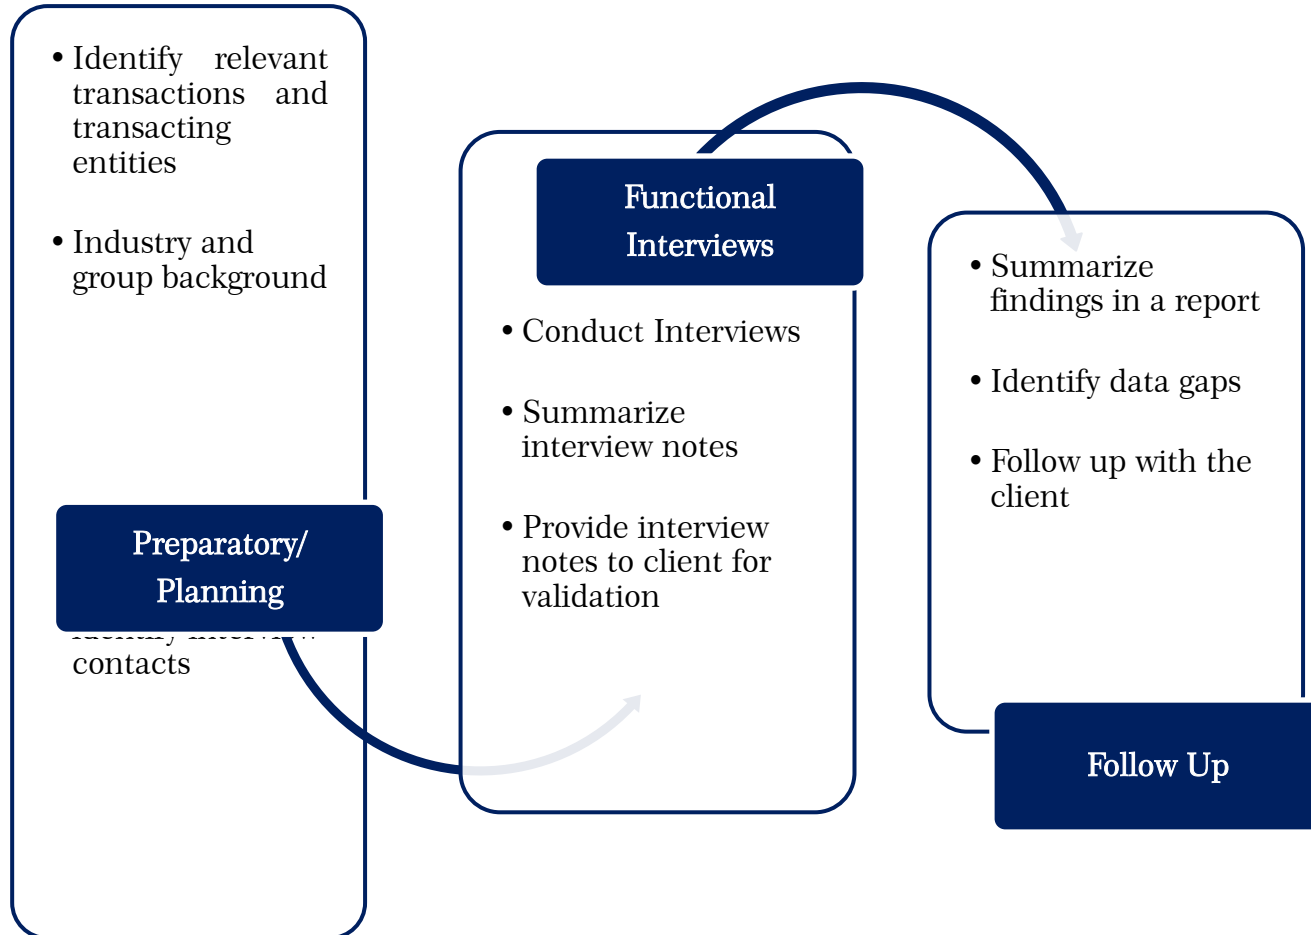 • Identify relevant
transactions and
transacting
entities
• Industry and
group background
Preparatory/
Planning
contacts
Functional
Interviews
• Conduct Interviews
• Summarize
interview notes
• Provide interview
notes to client for
validation
• Summarize
findings in a report
• Identify data gaps
• Follow up with the
client
Follow Up